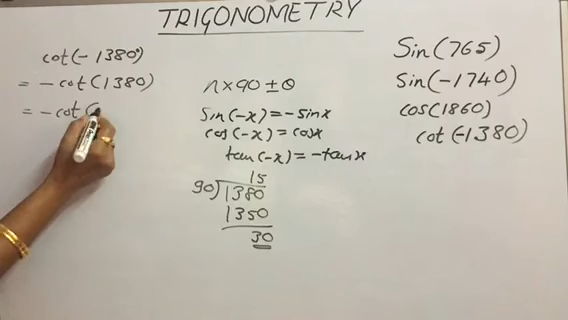 TRIGONOMETRY
cot(-1380°)
= -cot(1380)
= -cot(
n×90±θ
Sin(-x)=-sinx
cos(-x)=cosx
tan(-x)=-tanx
15
90)1380
1350
30
Sin(765)
Sin(-1740)
cos(1860)
cot(-1380)